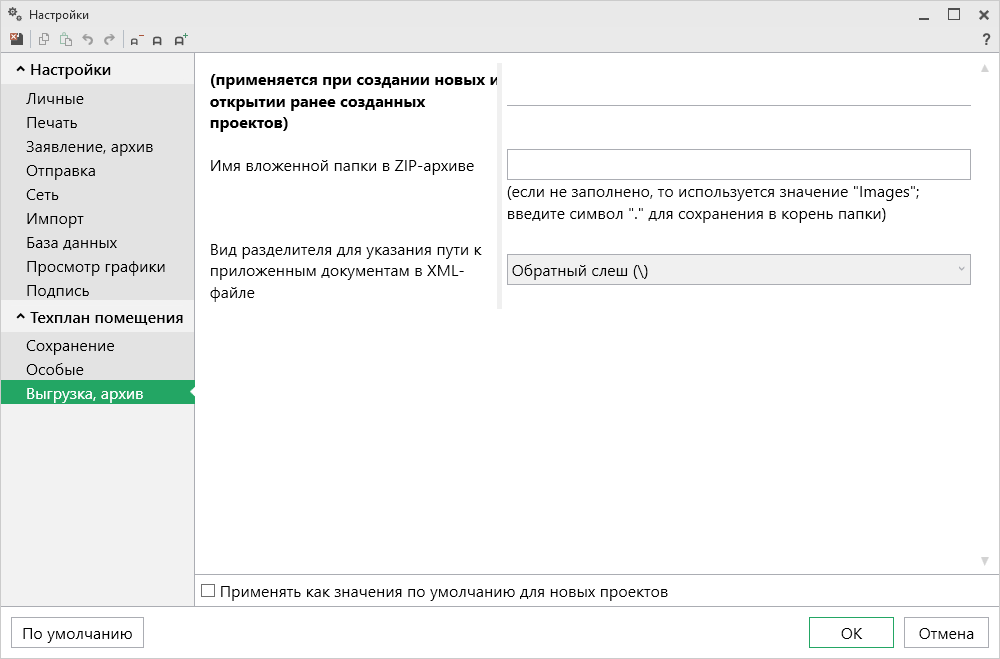 Настройки
?
Настройки
Личные
Печать
Заявление, архив
Отправка
Сеть
Импорт
База данных
Просмотр графики
Подпись
Техплан помещения
Сохранение
Особые
Выгрузка, архив
(применяется при создании новых и
открытии ранее созданных
проектов)
Имя вложенной папки в ZIP-архиве
(если не заполнено, то используется значение "Images";
введите символ "." для сохранения в корень папки)
Вид разделителя для указания пути к
приложенным документам в XML-
файле
Обратный слеш (\)
Применять как значения по умолчанию для новых проектов
По умолчанию
OK
Отмена